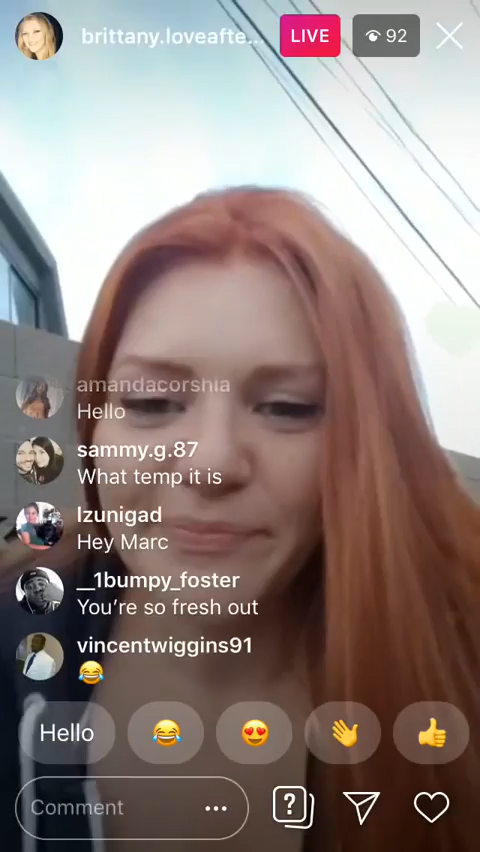 brittany.loveafte...
LIVE
92
amandacorshia
Hello
sammy.g.87
What temp it is
lzunigad
Hey Marc
__1bumpy_foster
You’re so fresh out
vincentwiggins91
😂
Hello 😂 😍 👋 👍
Comment
?